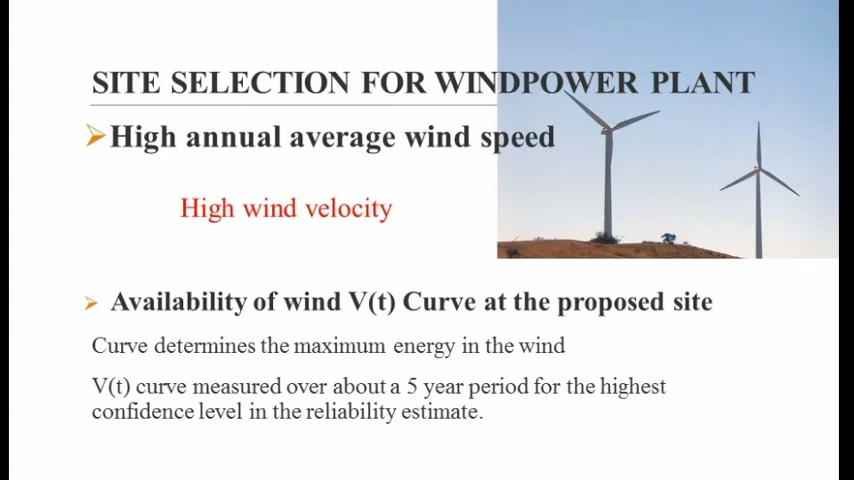 SITE SELECTION FOR WINDPOWER PLANT
High annual average wind speed
High wind velocity
Availability of wind V(t) Curve at the proposed site
Curve determines the maximum energy in the wind
V(t) curve measured over about a 5 year period for the highest
confidence level in the reliability estimate.